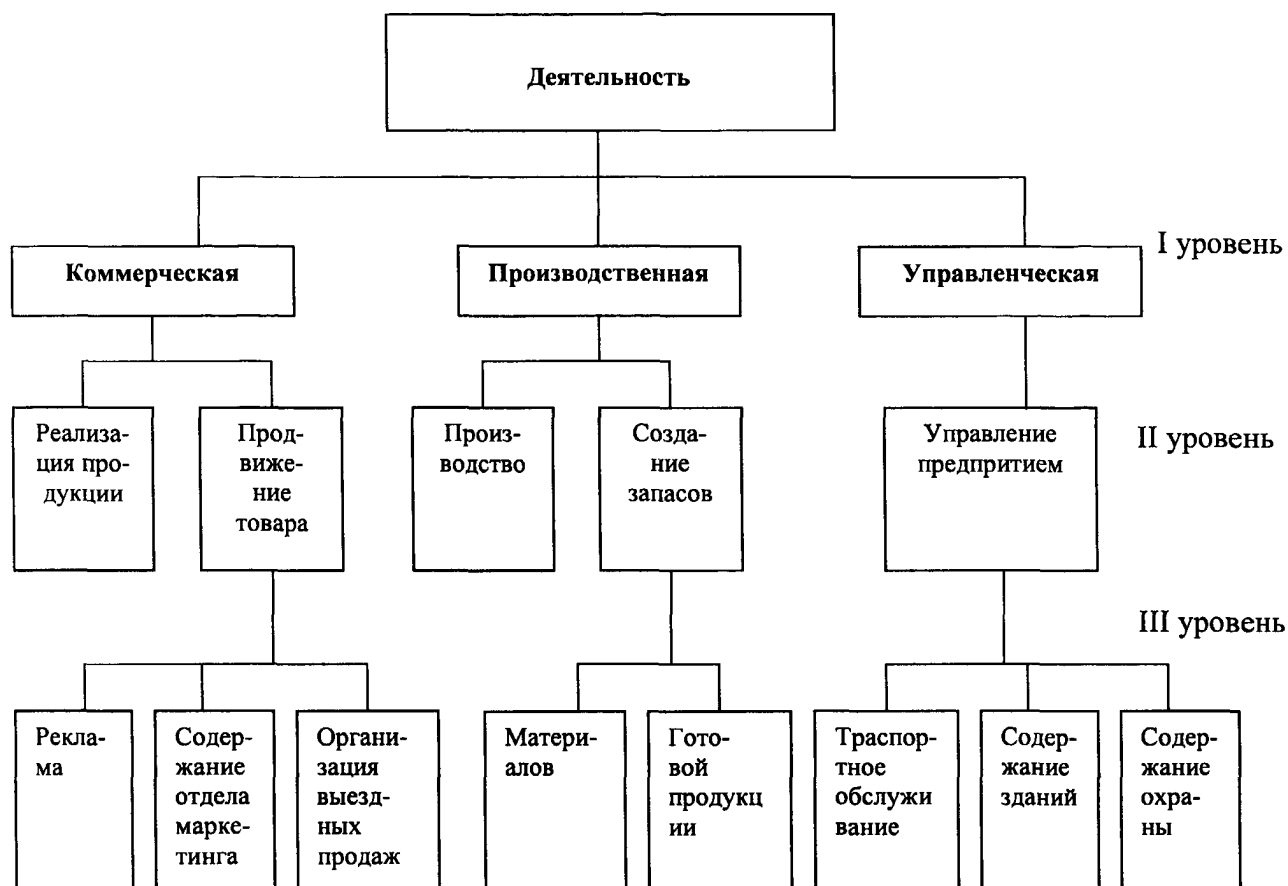 Деятельность
I уровень
Коммерческая
Производственная
Управленческая
Реализа-
ция про-
дукции
Прод-
виже-
ние
товара
Произ-
водство
Созда-
ние
запасов
Управление
предпритием
II уровень
III уровень
Рекла-
ма
Содер-
жание
отдела
марке-
тинга
Органи-
зация
выезд-
ных
продаж
Матери-
алов
Гото-
вой
продукц
ии
Траспор-
тное
обслужи
вание
Содер-
жание
зданий
Содер-
жание
охра-
ны